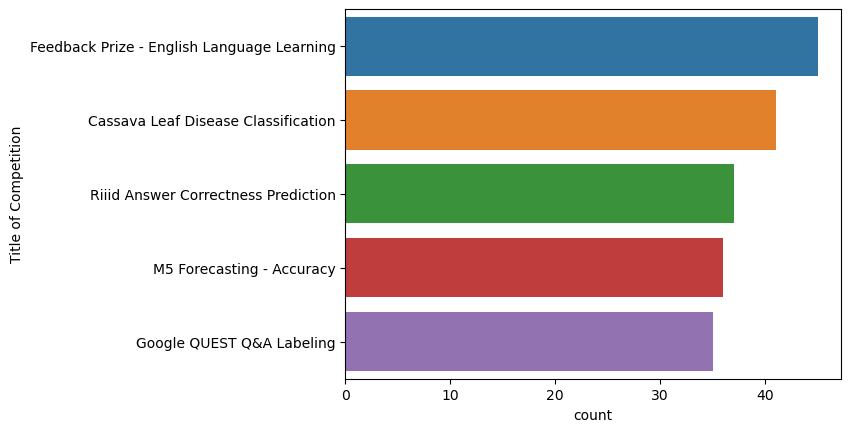 Feedback Prize - English Language Learning
Cassava Leaf Disease Classification
Riiid Answer Correctness Prediction
M5 Forecasting - Accuracy
Google QUEST Q&A Labeling
Title of Competition
0 10 20 30 40
count